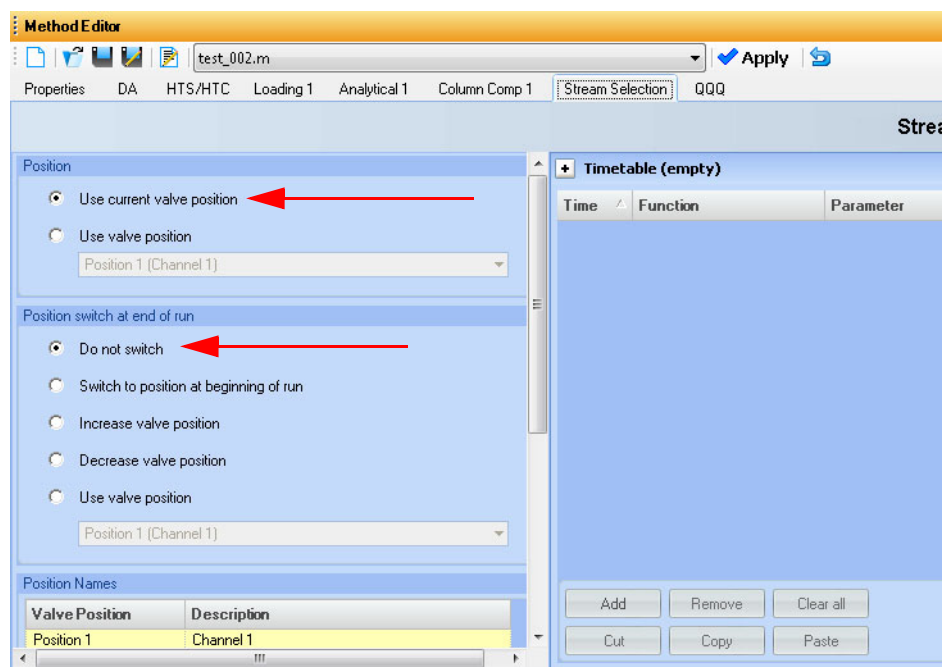 Method Editor
test_002.m
Apply
Properties DA HTS/HTC Loading 1 Analytical 1 Column Comp 1 Stream Selection QQQ
Strea
Position
Use current valve position
Use valve position
Position 1 (Channel 1)
Position switch at end of run
Do not switch
Switch to position at beginning of run
Increase valve position
Decrease valve position
Use valve position
Position 1 (Channel 1)
Position Names
Valve Position Description
Position 1 Channel 1
Timetable (empty)
Time Function Parameter
Add Remove Clear all
Cut Copy Paste